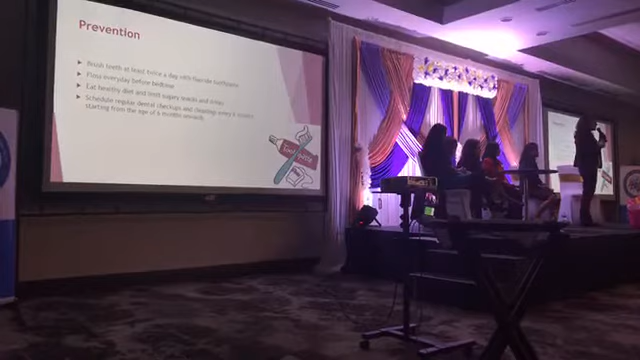 Prevention
▸ Brush teeth at least twice a day with fluoride toothpaste
▸ Floss everyday before bedtime
▸ Eat healthy diet and limit sugary snacks and drinks
▸ Schedule regular dental checkups and cleanings every 6 months
starting from the age of 6 months onwards